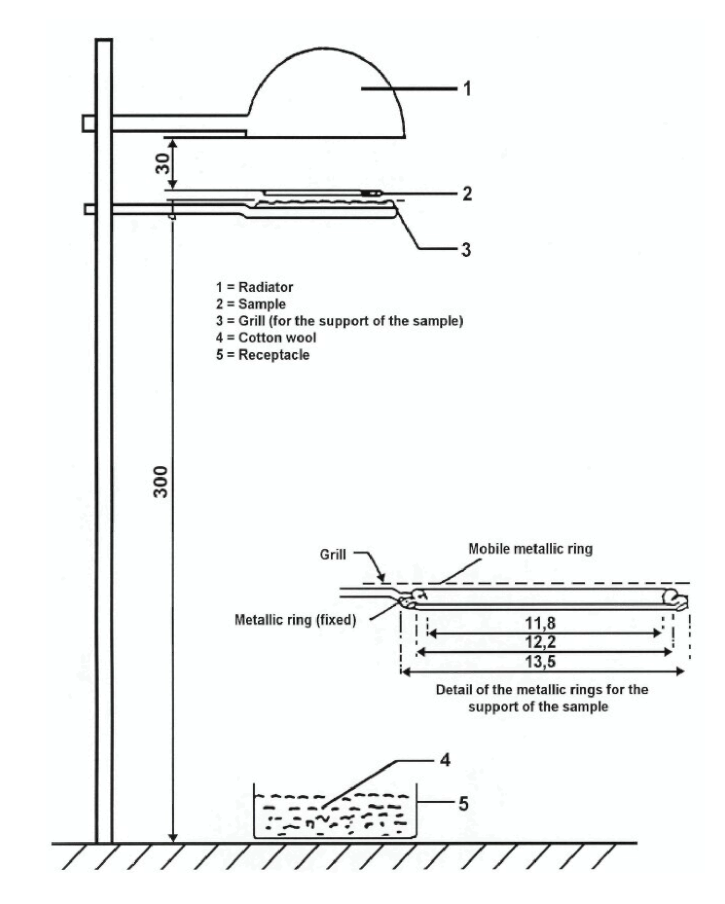 1
30
2
3
1 = Radiator
2 = Sample
3 = Grill (for the support of the sample)
4 = Cotton wool
5 = Receptacle
300
Grill
Mobile metallic ring
Metallic ring (fixed)
11,8
12,2
13,5
Detail of the metallic rings for the
support of the sample
4
5